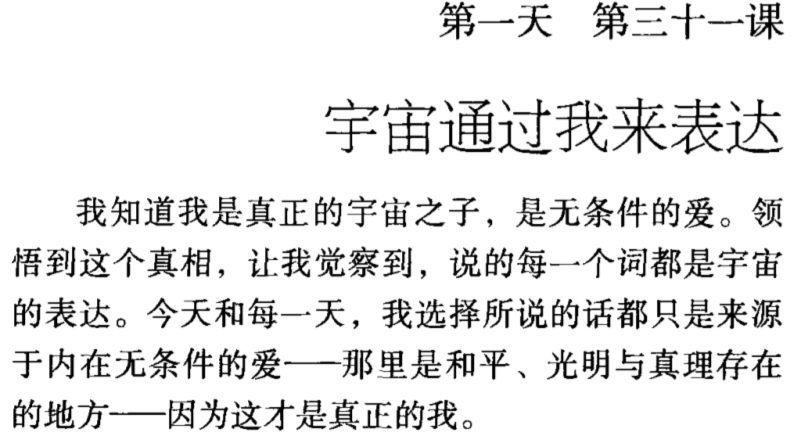 第一天　第三十一课
宇宙通过我来表达
我知道我是真正的宇宙之子，是无条件的爱。领
悟到这个真相，让我觉察到，说的每一个词都是宇宙
的表达。今天和每一天，我选择所说的话都只是来源
于内在无条件的爱——那里是和平、光明与真理存在
的地方——因为这才是真正的我。